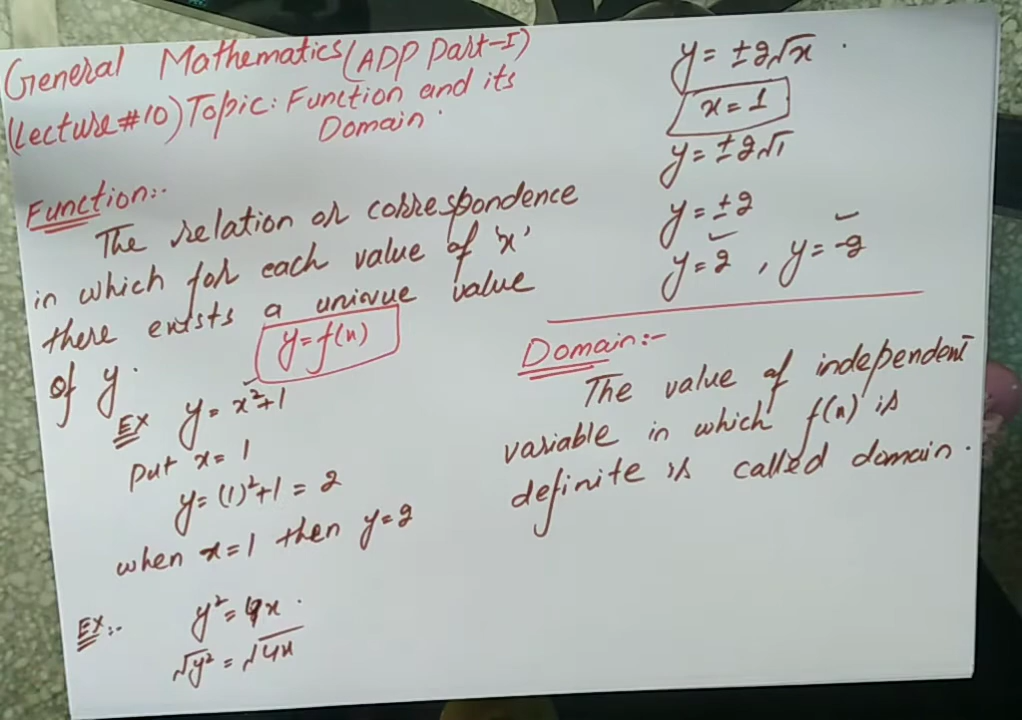 General Mathematics (ADP Part-I)
(Lecture#10) Topic: Function and its
Domain.
Function:-
The relation or correspondence
in which for each value of 'x'
there exists a univue value
of y.
y=f(x)
Ex y = x²+1
put x = 1
y = (1)²+1 = 2
when x = 1 then y=2
Ex:- y² = 4x .
√y² = √4x
y = ±2√x .
x = 1
y = ±2√1
y = ±2
y = 2 , y = -2
Domain:-
The value of independent
variable in which f(x) is
definite is called domain.